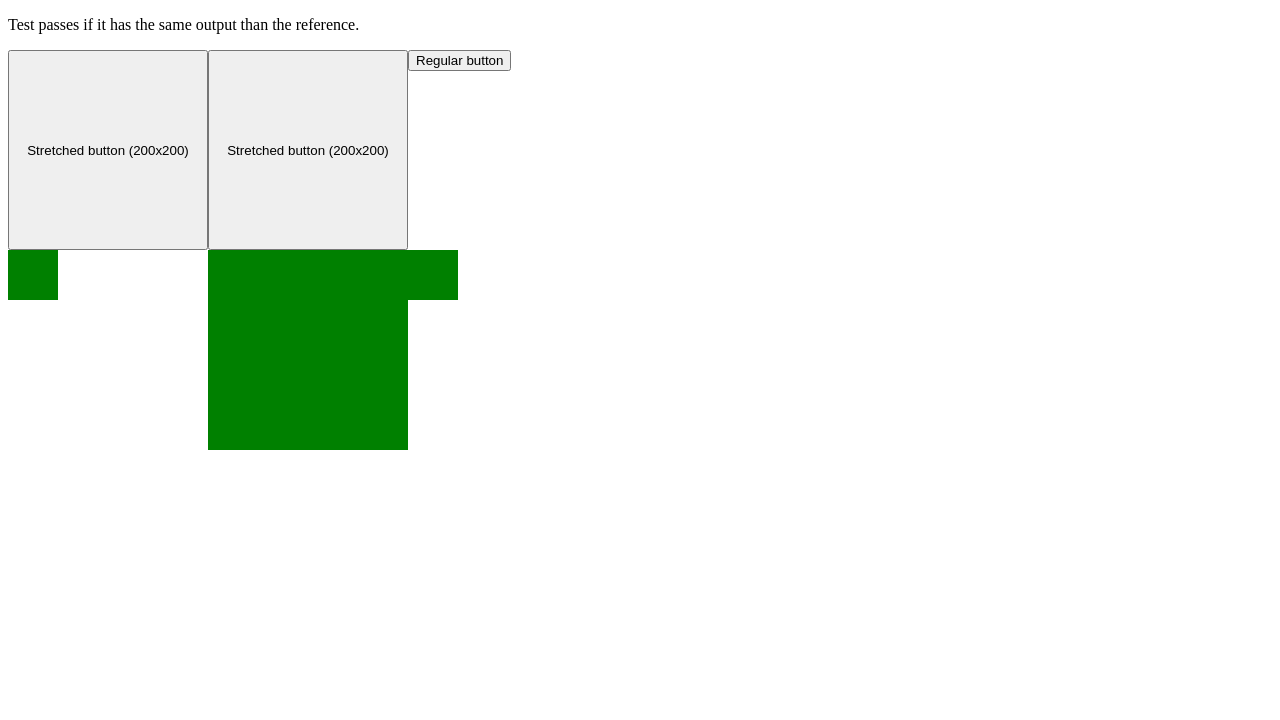 Test passes if it has the same output than the reference.
Stretched button (200x200) Stretched button (200x200) Regular button